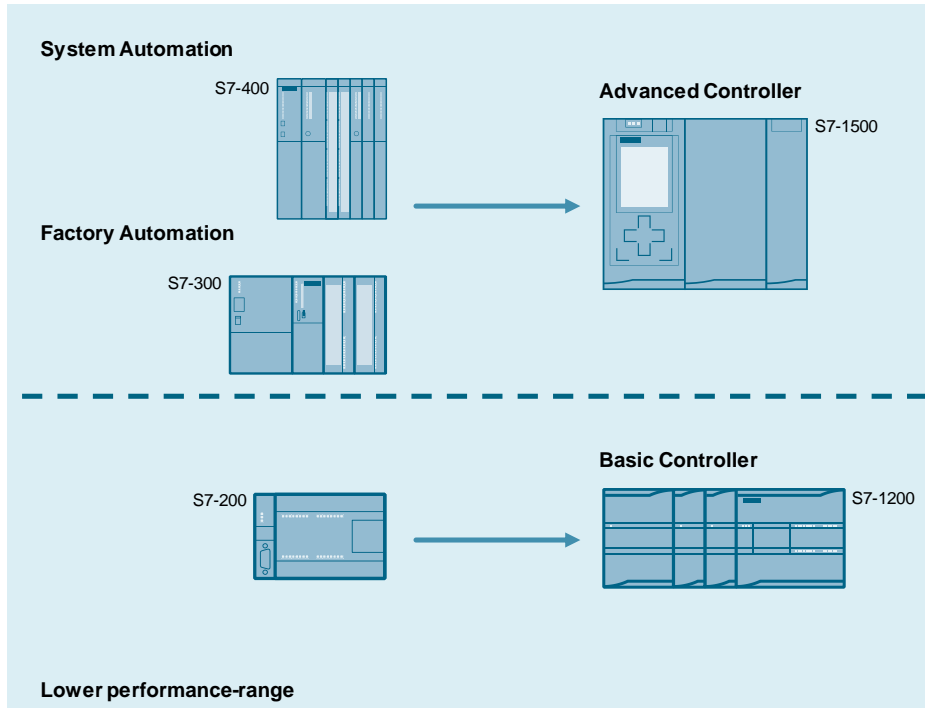 System Automation
S7-400
Advanced Controller
S7-1500
Factory Automation
S7-300
Basic Controller
S7-200
S7-1200
Lower performance-range